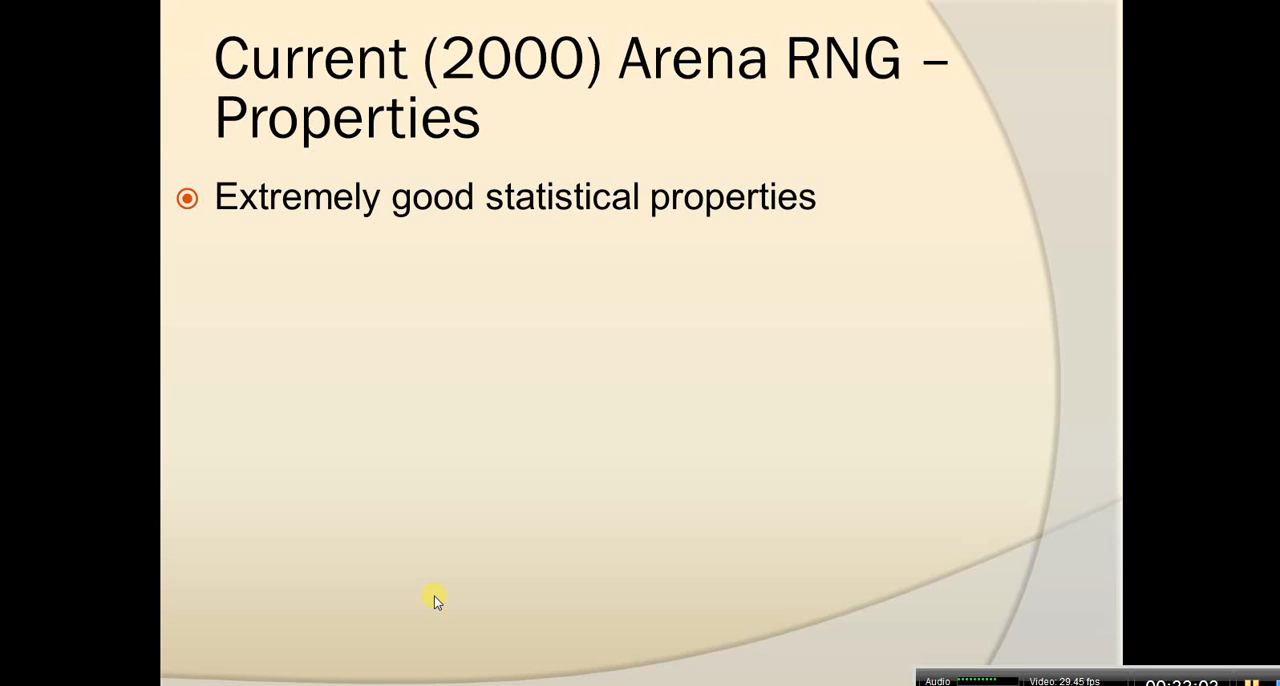 Current (2000) Arena RNG –
Properties
Extremely good statistical properties
Audio
Video: 29.45 fps